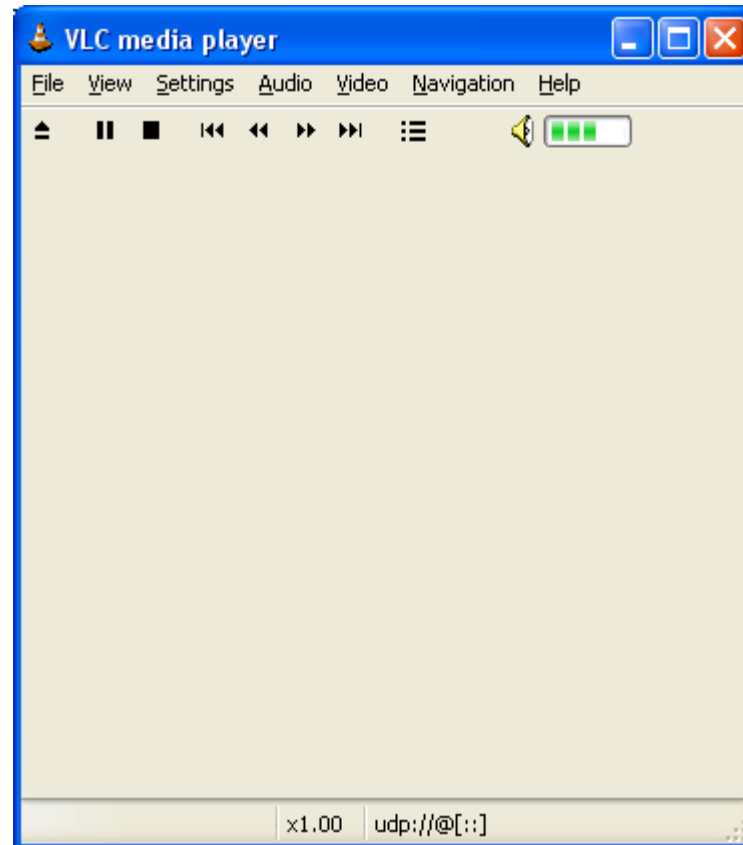 VLC media player
File View Settings Audio Video Navigation Help
x1.00 udp://@[::]